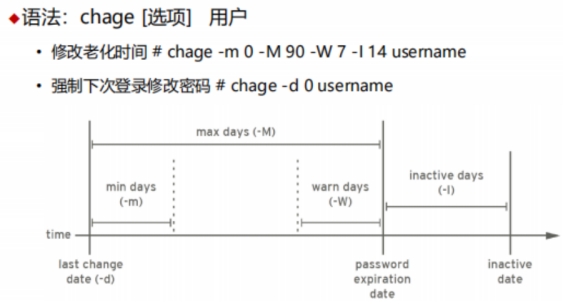 ◆语法：chage [选项] 用户
• 修改老化时间 # chage -m 0 -M 90 -W 7 -I 14 username
• 强制下次登录修改密码 # chage -d 0 username
max days (-M)
min days
(-m)
warn days
(-W)
inactive days
(-I)
time
last change
date (-d)
password
expiration
date
inactive
date